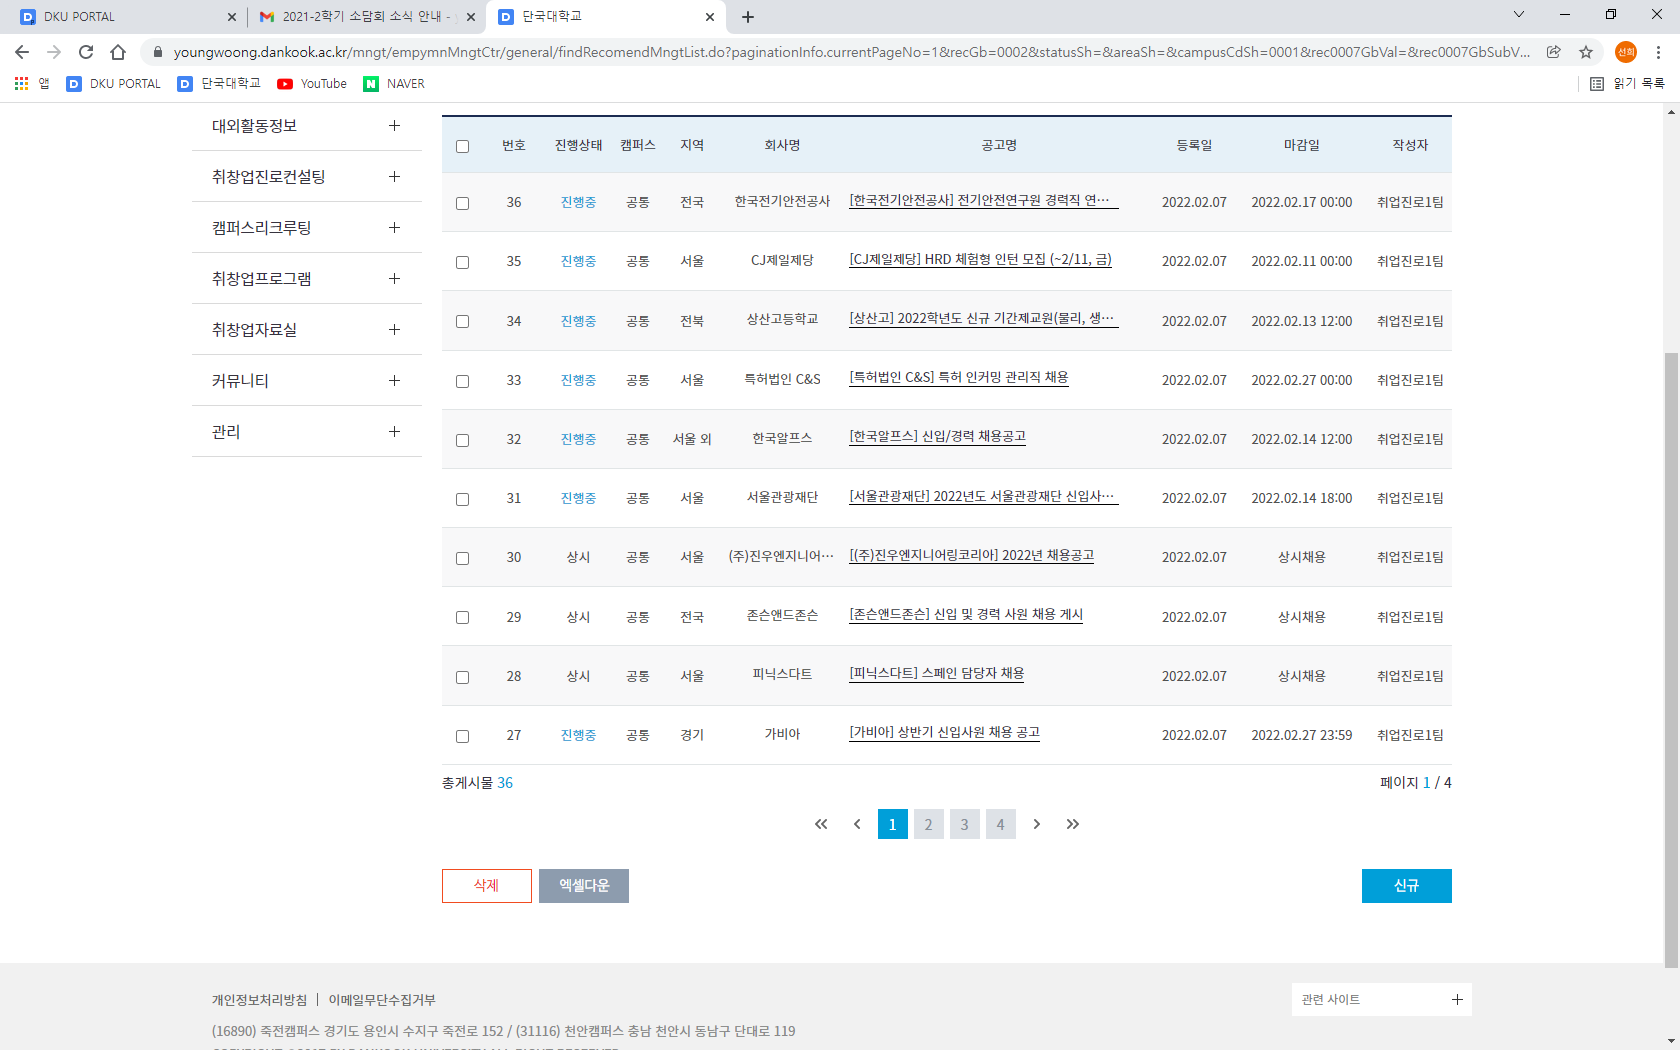 DKU PORTAL
2021-2학기 소담회 소식 안내 -
단국대학교
youngwoong.dankook.ac.kr/mngt/empymnMngtCtr/general/findRecomendMngtList.do?paginationInfo.currentPageNo=1&recGb=0002&statusSh=&areaSh=&campusCdSh=0001&rec0007GbVal=&rec0007GbSubV...
선희
앱
DKU PORTAL
단국대학교
YouTube
NAVER
읽기 목록
대외활동정보
취창업진로컨설팅
캠퍼스리크루팅
취창업프로그램
취창업자료실
커뮤니티
관리
번호 진행상태 캠퍼스 지역 회사명 공고명 등록일 마감일 작성자
36 진행중 공통 전국 한국전기안전공사 [한국전기안전공사] 전기안전연구원 경력직 연… 2022.02.07 2022.02.17 00:00 취업진로1팀
35 진행중 공통 서울 CJ제일제당 [CJ제일제당] HRD 체험형 인턴 모집 (~2/11, 금) 2022.02.07 2022.02.11 00:00 취업진로1팀
34 진행중 공통 전북 상산고등학교 [상산고] 2022학년도 신규 기간제교원(물리, 생… 2022.02.07 2022.02.13 12:00 취업진로1팀
33 진행중 공통 서울 특허법인 C&S [특허법인 C&S] 특허 인커밍 관리직 채용 2022.02.07 2022.02.27 00:00 취업진로1팀
32 진행중 공통 서울 외 한국알프스 [한국알프스] 신입/경력 채용공고 2022.02.07 2022.02.14 12:00 취업진로1팀
31 진행중 공통 서울 서울관광재단 [서울관광재단] 2022년도 서울관광재단 신입사… 2022.02.07 2022.02.14 18:00 취업진로1팀
30 상시 공통 서울 (주)진우엔지니어… [(주)진우엔지니어링코리아] 2022년 채용공고 2022.02.07 상시채용 취업진로1팀
29 상시 공통 전국 존슨앤드존슨 [존슨앤드존슨] 신입 및 경력 사원 채용 게시 2022.02.07 상시채용 취업진로1팀
28 상시 공통 서울 피닉스다트 [피닉스다트] 스페인 담당자 채용 2022.02.07 상시채용 취업진로1팀
27 진행중 공통 경기 가비아 [가비아] 상반기 신입사원 채용 공고 2022.02.07 2022.02.27 23:59 취업진로1팀
총게시물 36
페이지 1 / 4
1 2 3 4
삭제
엑셀다운
신규
개인정보처리방침 | 이메일무단수집거부
관련 사이트
(16890) 죽전캠퍼스 경기도 용인시 수지구 죽전로 152 / (31116) 천안캠퍼스 충남 천안시 동남구 단대로 119